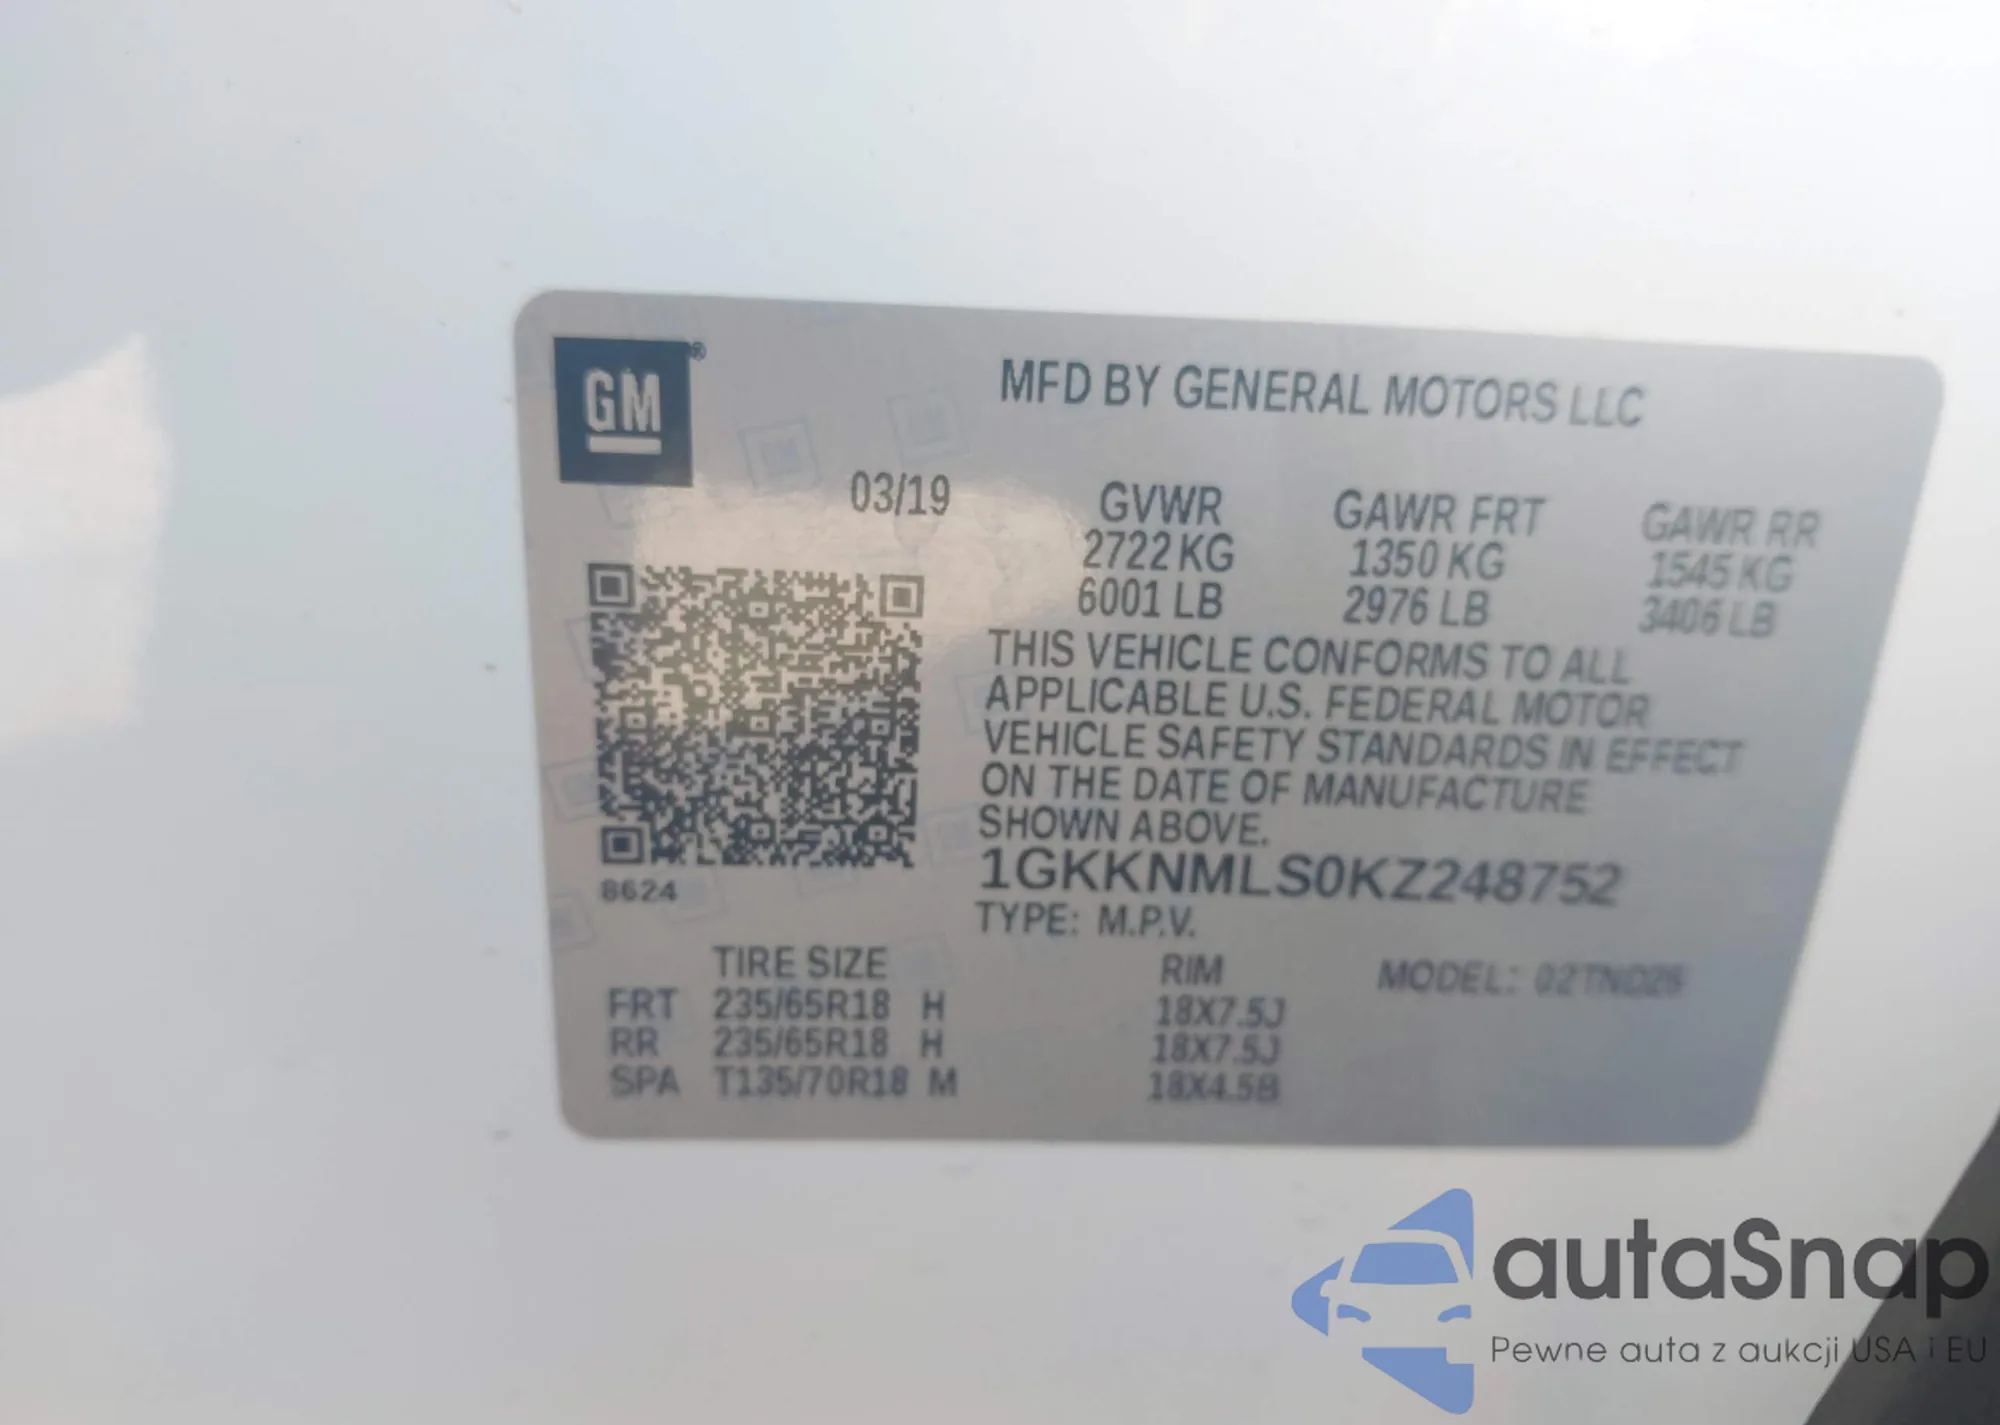 GM®
MFD BY GENERAL MOTORS LLC
03/19
GVWR GAWR FRT GAWR RR
2722 KG 1350 KG 1545 KG
6001 LB 2976 LB 3406 LB
THIS VEHICLE CONFORMS TO ALL
APPLICABLE U.S. FEDERAL MOTOR
VEHICLE SAFETY STANDARDS IN EFFECT
ON THE DATE OF MANUFACTURE
SHOWN ABOVE.
1GKKNMLS0KZ248752
8624
TYPE: M.P.V.
TIRE SIZE RIM MODEL:
FRT 235/65R18 H 18X7.5J
RR 235/65R18 H 18X7.5J
SPA T135/70R18 M 18X4.5B
autaSnap
Pewne auta z aukcji USA i EU